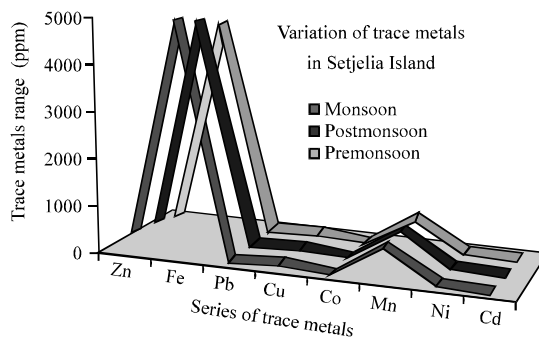 Variation of trace metals
in Setjelia Island
Monsoon
Postmonsoon
Premonsoon
Trace metals range (ppm)
5000
4000
3000
2000
1000
0
Zn Fe Pb Cu Co Mn Ni Cd
Series of trace metals